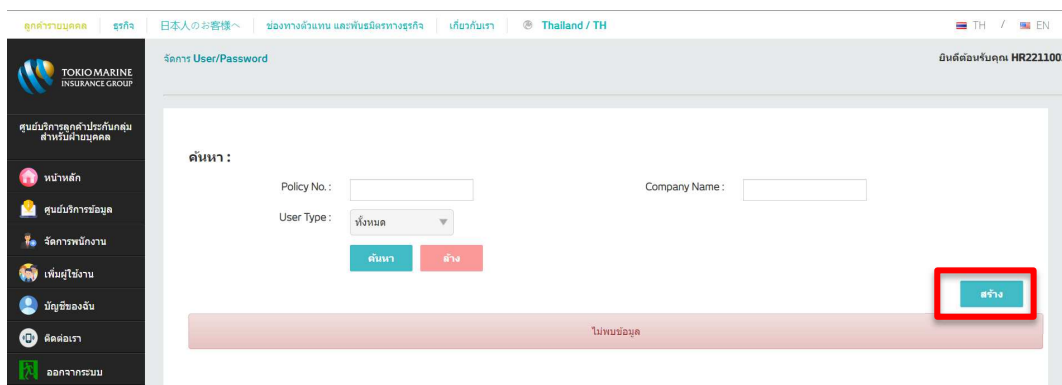 ลูกค้ารายบุคคล ธุรกิจ 日本人のお客様へ ช่องทางตัวแทน และพันธมิตรทางธุรกิจ เกี่ยวกับเรา Thailand / TH TH / EN
จัดการ User/Password ยินดีต้อนรับคุณ HR221100
TOKIO MARINE
INSURANCE GROUP
ศูนย์บริการลูกค้าประกันกลุ่ม
สำหรับฝ่ายบุคคล
หน้าหลัก
ศูนย์บริการข้อมูล
จัดการพนักงาน
เพิ่มผู้ใช้งาน
บัญชีของฉัน
ติดต่อเรา
ออกจากระบบ
ค้นหา :
Policy No. : Company Name :
User Type : ทั้งหมด
ค้นหา ล้าง
สร้าง
ไม่พบข้อมูล